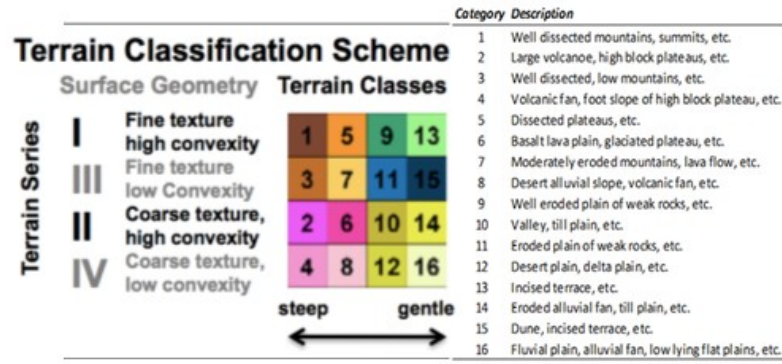 Terrain Classification Scheme
Surface Geometry Terrain Classes
Terrain Series
I Fine texture
high convexity
III Fine texture
low Convexity
II Coarse texture,
high convexity
IV Coarse texture,
low convexity
1 5 9 13
3 7 11 15
2 6 10 14
4 8 12 16
steep gentle
Category Description
1 Well dissected mountains, summits, etc.
2 Large volcanoe, high block plateaus, etc.
3 Well dissected, low mountains, etc.
4 Volcanic fan, foot slope of high block plateau, etc.
5 Dissected plateaus, etc.
6 Basalt lava plain, glaciated plateau, etc.
7 Moderately eroded mountains, lava flow, etc.
8 Desert alluvial slope, volcanic fan, etc.
9 Well eroded plain of weak rocks, etc.
10 Valley, till plain, etc.
11 Eroded plain of weak rocks, etc.
12 Desert plain, delta plain, etc.
13 Incised terrace, etc.
14 Eroded alluvial fan, till plain, etc.
15 Dune, incised terrace, etc.
16 Fluvial plain, alluvial fan, low lying flat plains, etc.